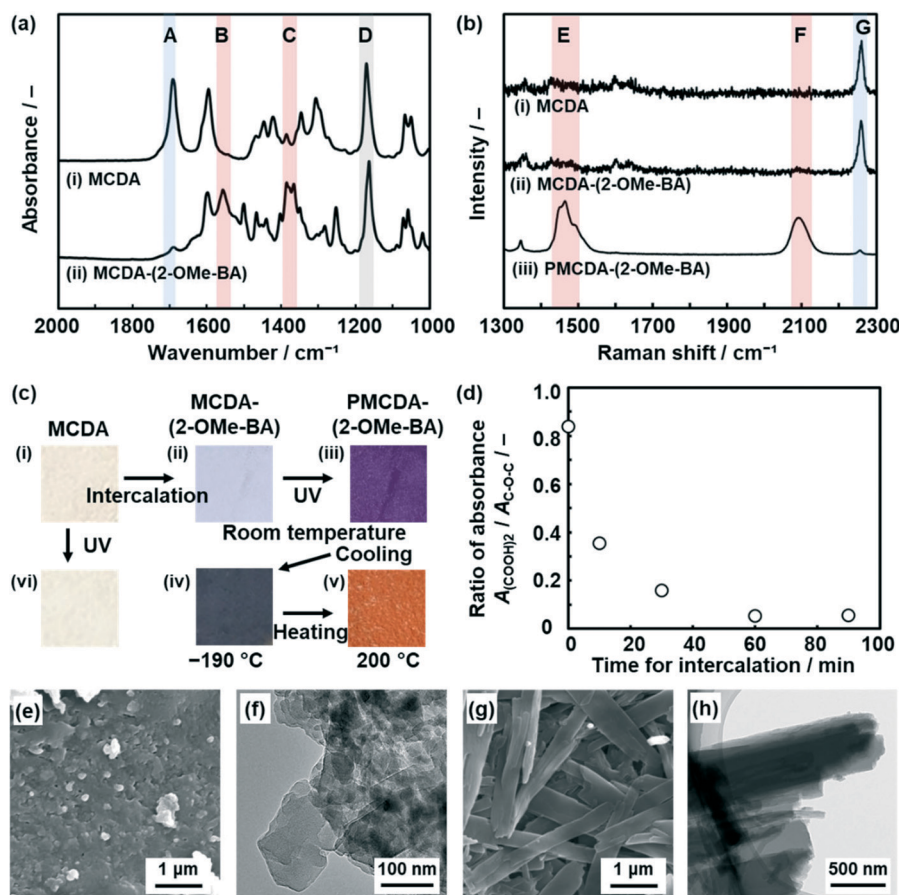 (a)
A
B
C
D
Absorbance / –
(i) MCDA
(ii) MCDA-(2-OMe-BA)
2000
1800
1600
1400
1200
1000
Wavenumber / cm⁻¹
(b)
E
F
G
Intensity / –
(i) MCDA
(ii) MCDA-(2-OMe-BA)
(iii) PMCDA-(2-OMe-BA)
1300
1500
1700
1900
2100
2300
Raman shift / cm⁻¹
(c)
MCDA
MCDA-
(2-OMe-BA)
PMCDA-
(2-OMe-BA)
(i)
(ii)
(iii)
Intercalation
UV
UV
Room temperature
Cooling
(vi)
(iv)
(v)
Heating
−190 °C
200 °C
(d)
Ratio of absorbance
A(COOH)2 / AC-O-C / –
1.0
0.8
0.6
0.4
0.2
0
0
20
40
60
80
100
Time for intercalation / min
(e)
1 µm
(f)
100 nm
(g)
1 µm
(h)
500 nm